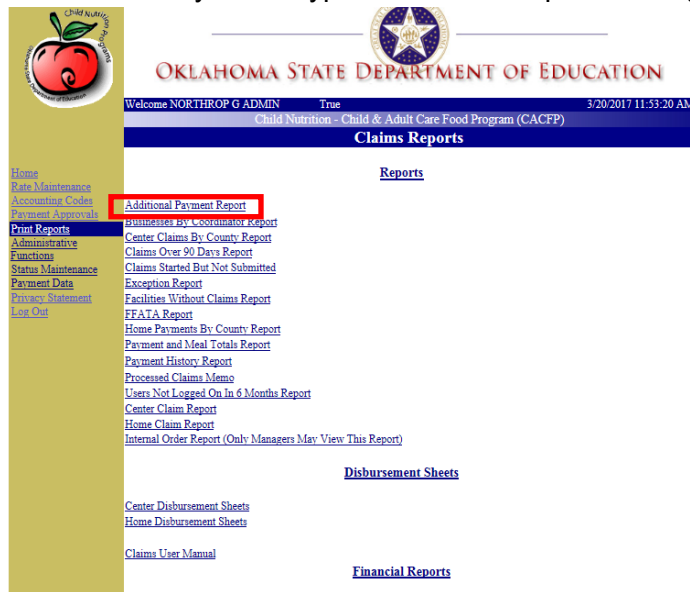 Child Nutrition Programs
OKLAHOMA STATE DEPARTMENT OF EDUCATION
Welcome NORTHROP G ADMIN True 3/20/2017 11:53:20 AM
Child Nutrition - Child & Adult Care Food Program (CACFP)
Claims Reports
Home
Rate Maintenance
Accounting Codes
Payment Approvals
Print Reports
Administrative
Functions
Status Maintenance
Payment Data
Privacy Statement
Log Out
Reports
Additional Payment Report
Businesses By Coordinator Report
Center Claims By County Report
Claims Over 90 Days Report
Claims Started But Not Submitted
Exception Report
Facilities Without Claims Report
FFATA Report
Home Payments By County Report
Payment and Meal Totals Report
Payment History Report
Processed Claims Memo
Users Not Logged On In 6 Months Report
Center Claim Report
Home Claim Report
Internal Order Report (Only Managers May View This Report)
Disbursement Sheets
Center Disbursement Sheets
Home Disbursement Sheets
Claims User Manual
Financial Reports